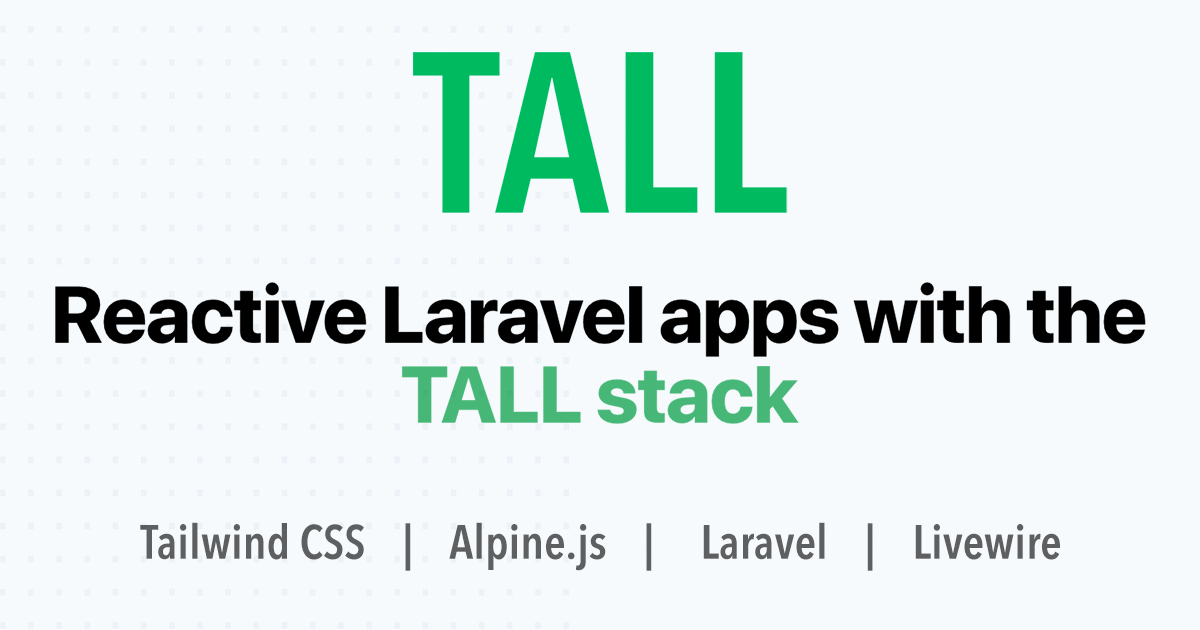 TALL
Reactive Laravel apps with the
TALL stack
Tailwind CSS | Alpine.js | Laravel | Livewire